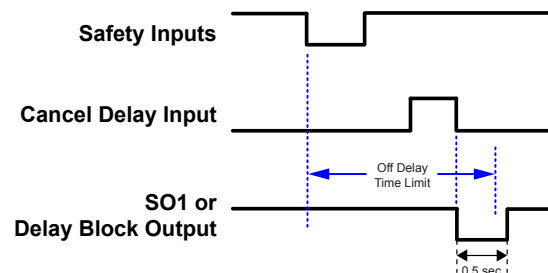 Safety Inputs
Cancel Delay Input
Off Delay
Time Limit
SO1 or
Delay Block Output
0.5 sec